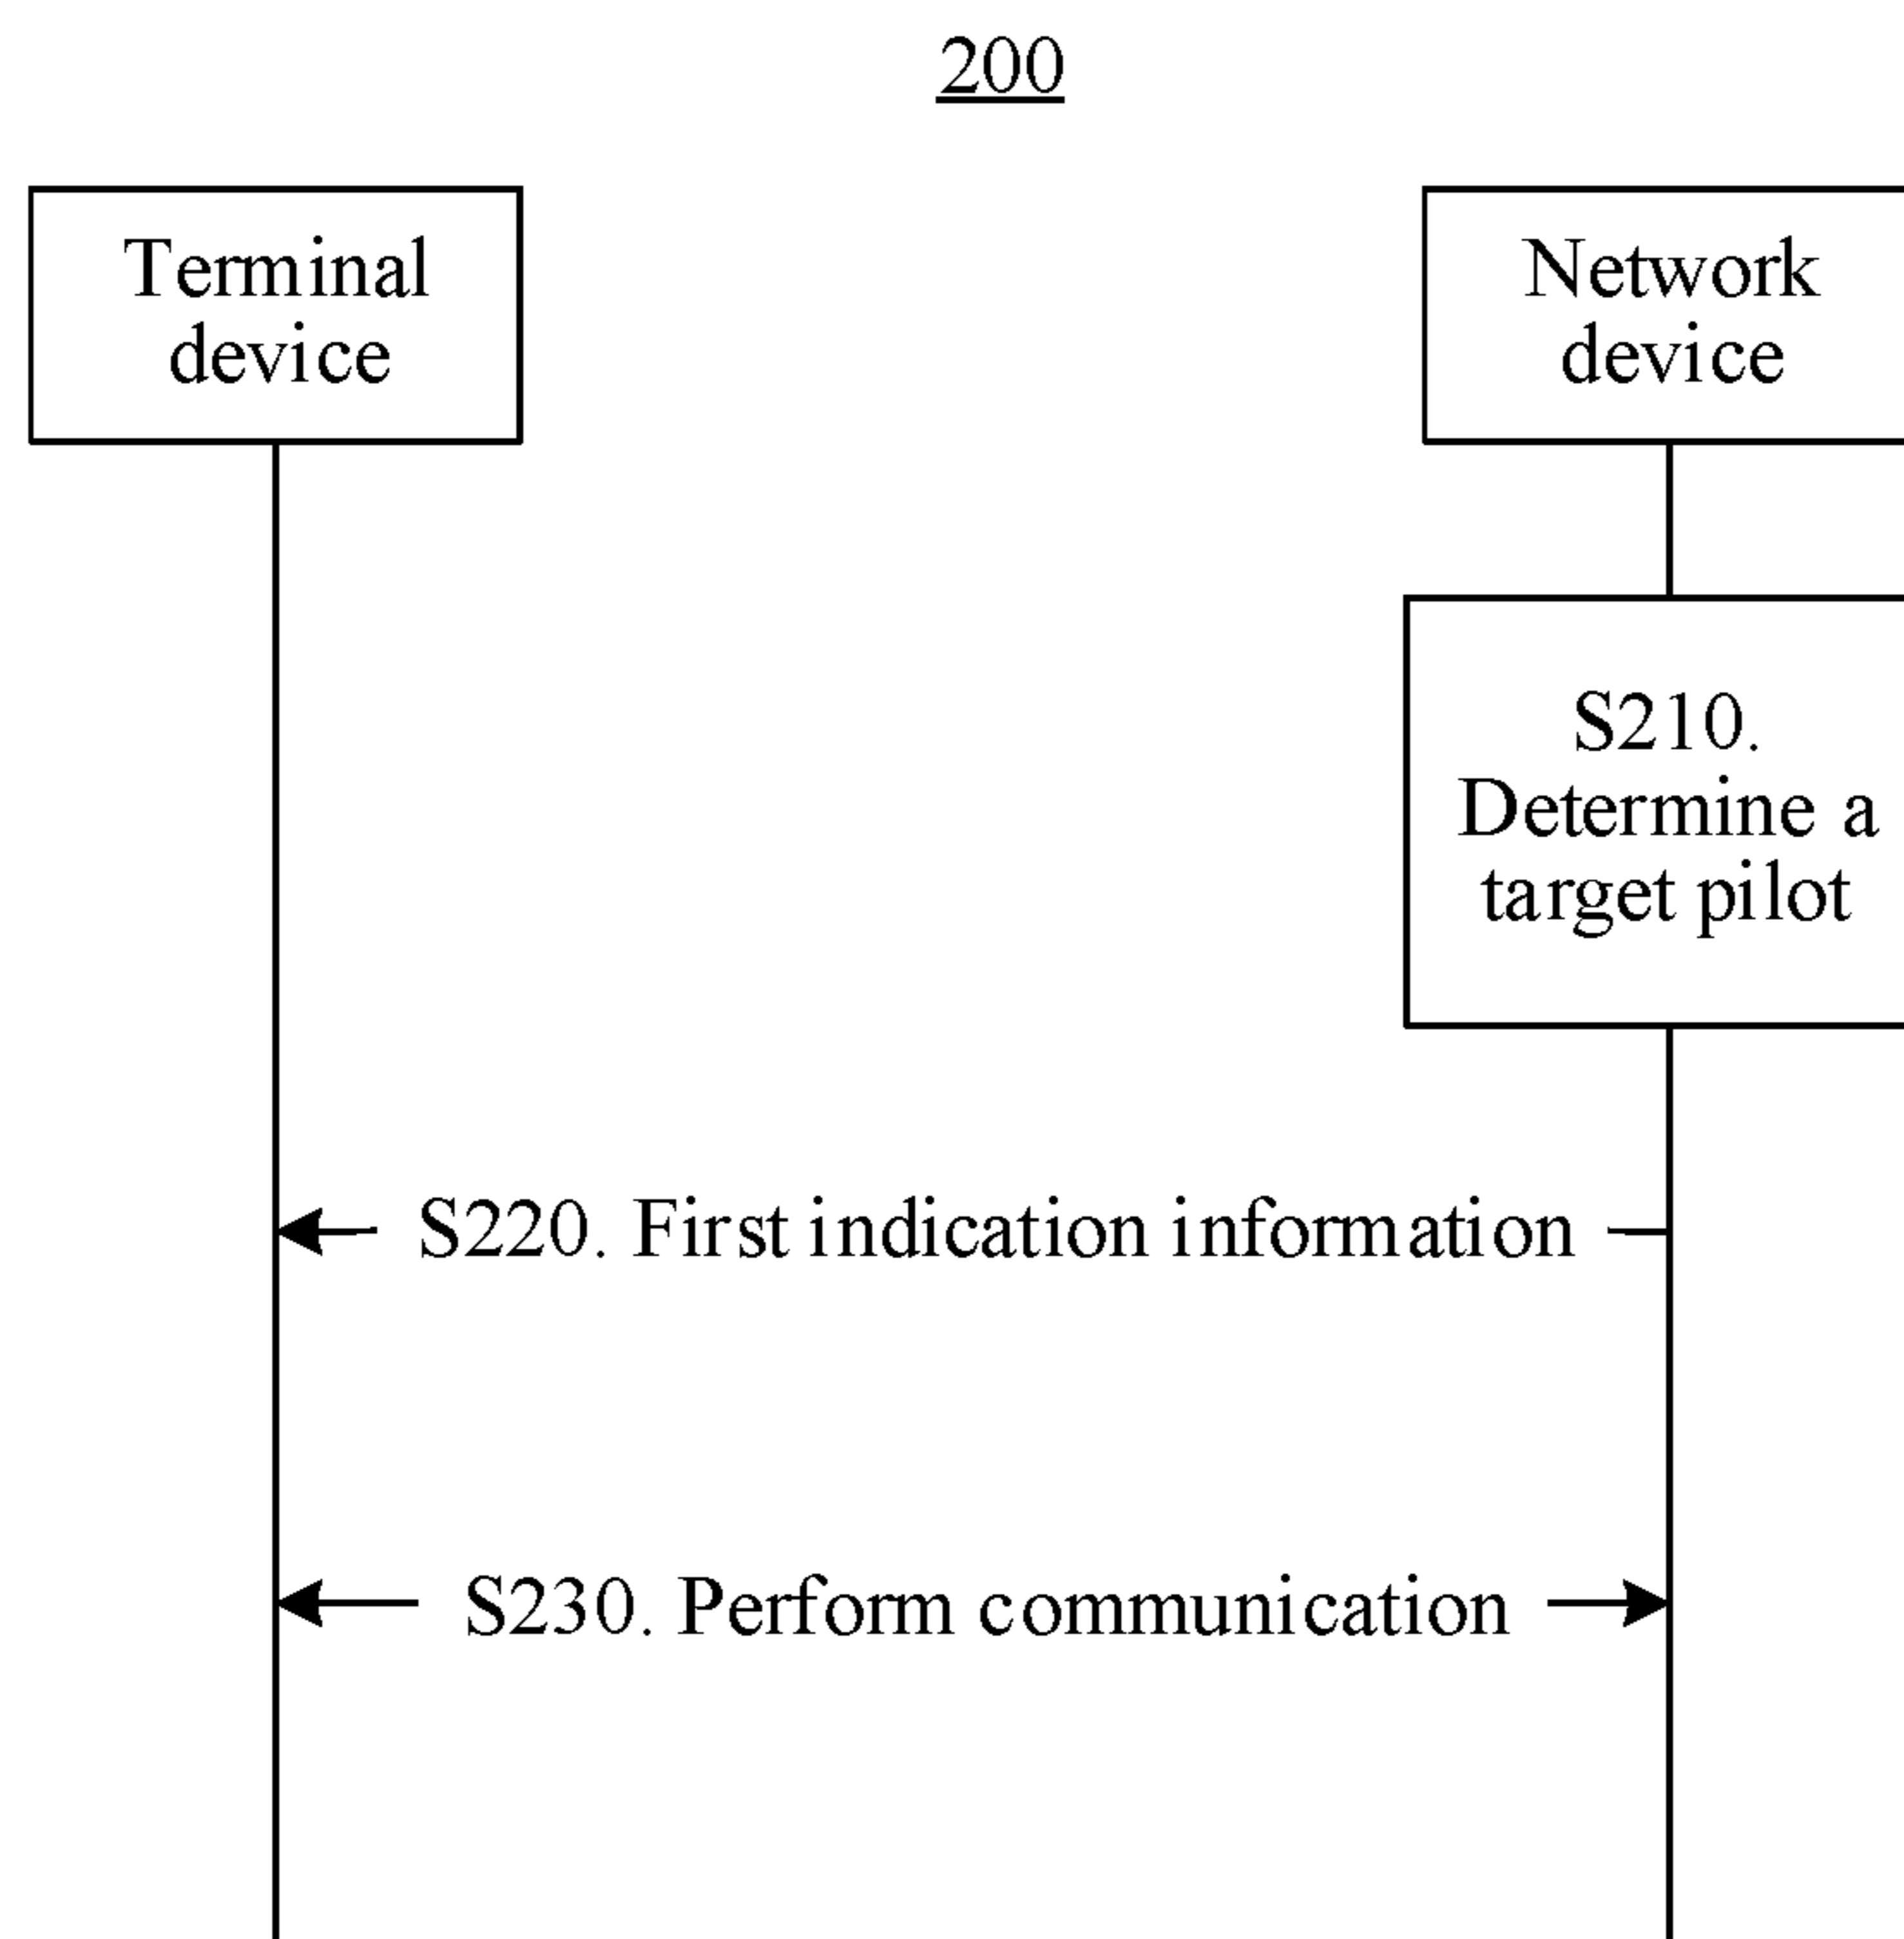 200
Terminal
device
Network
device
S210.
Determine a
target pilot
S220. First indication information
S230. Perform communication